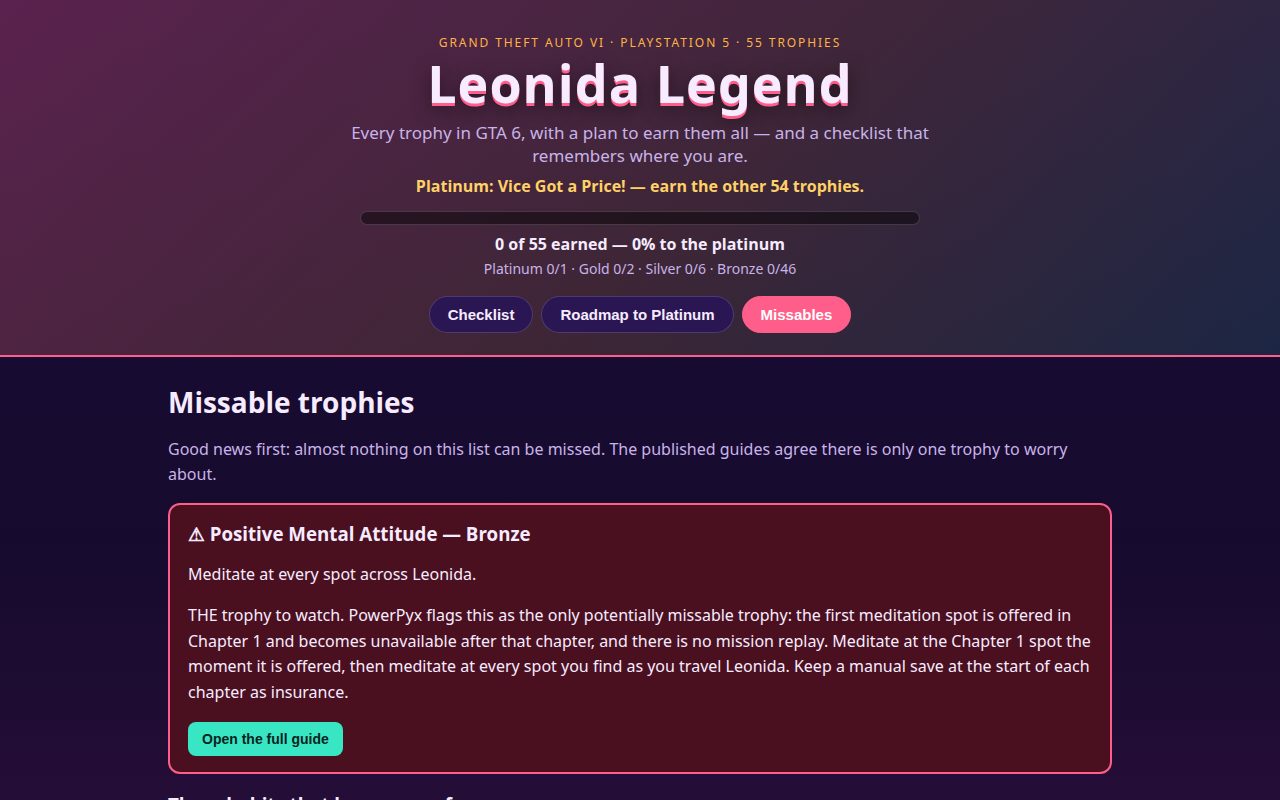 GRAND THEFT AUTO VI · PLAYSTATION 5 · 55 TROPHIES
Leonida Legend
Every trophy in GTA 6, with a plan to earn them all — and a checklist that
remembers where you are.
Platinum: Vice Got a Price! — earn the other 54 trophies.
0 of 55 earned — 0% to the platinum
Platinum 0/1 · Gold 0/2 · Silver 0/6 · Bronze 0/46
Checklist Roadmap to Platinum Missables
Missable trophies
Good news first: almost nothing on this list can be missed. The published guides agree there is only one trophy to worry
about.
⚠ Positive Mental Attitude — Bronze
Meditate at every spot across Leonida.
THE trophy to watch. PowerPyx flags this as the only potentially missable trophy: the first meditation spot is offered in
Chapter 1 and becomes unavailable after that chapter, and there is no mission replay. Meditate at the Chapter 1 spot the
moment it is offered, then meditate at every spot you find as you travel Leonida. Keep a manual save at the start of each
chapter as insurance.
Open the full guide